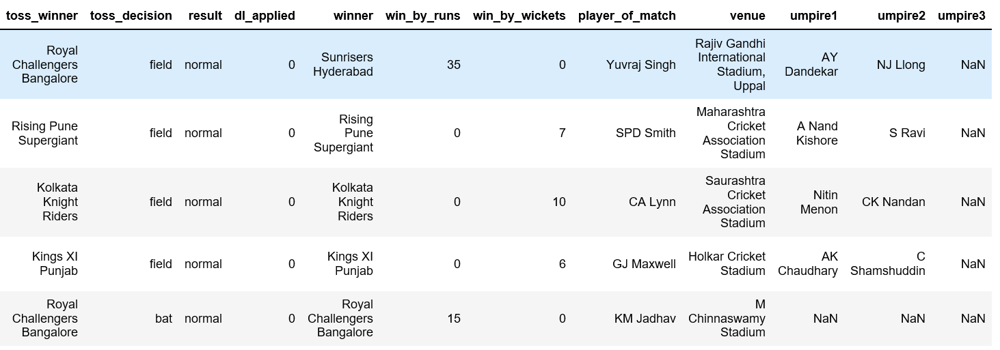 toss_winner toss_decision result dl_applied winner win_by_runs win_by_wickets player_of_match venue umpire1 umpire2 umpire3
Royal Challengers Bangalore field normal 0 Sunrisers Hyderabad 35 0 Yuvraj Singh Rajiv Gandhi International Stadium, Uppal AY Dandekar NJ Llong NaN
Rising Pune Supergiant field normal 0 Rising Pune Supergiant 0 7 SPD Smith Maharashtra Cricket Association Stadium A Nand Kishore S Ravi NaN
Kolkata Knight Riders field normal 0 Kolkata Knight Riders 0 10 CA Lynn Saurashtra Cricket Association Stadium Nitin Menon CK Nandan NaN
Kings XI Punjab field normal 0 Kings XI Punjab 0 6 GJ Maxwell Holkar Cricket Stadium AK Chaudhary C Shamshuddin NaN
Royal Challengers Bangalore bat normal 0 Royal Challengers Bangalore 15 0 KM Jadhav M Chinnaswamy Stadium NaN NaN NaN